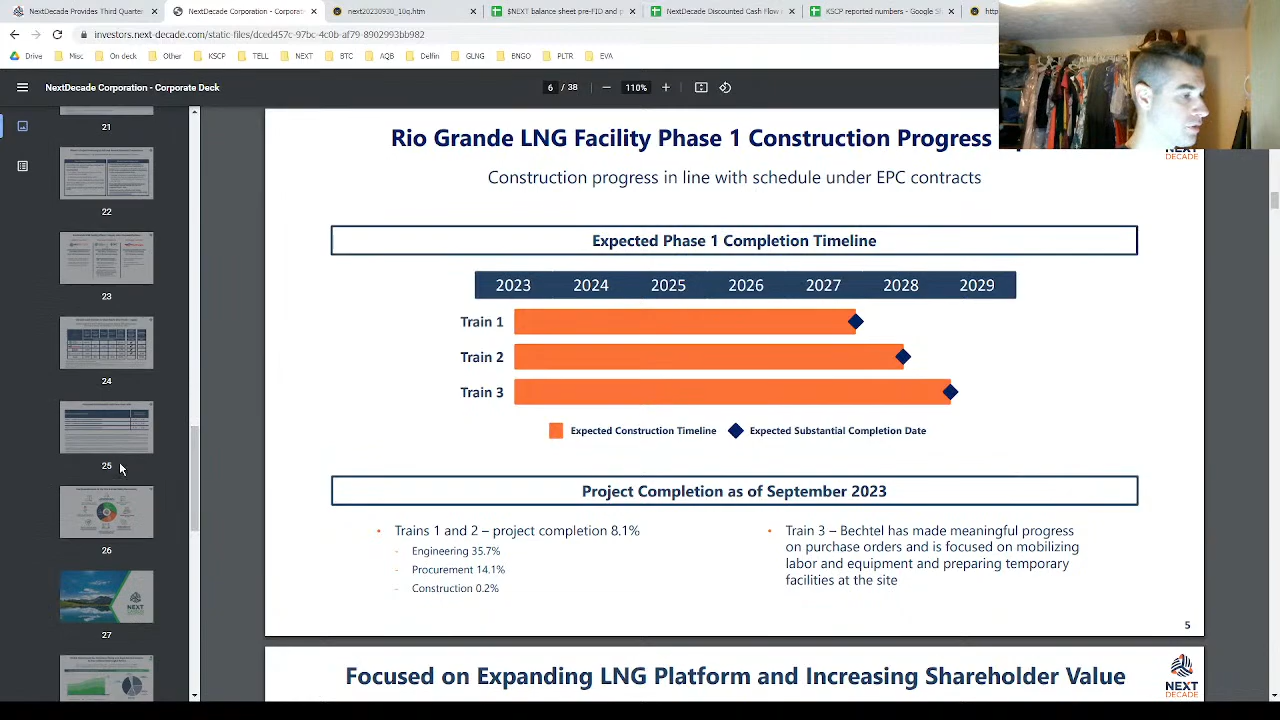 NextDecade Provides Third Quarter
NextDecade Corporation - Corporat
next20230930_10q.htm
$NEXT balance sheet pre-FID and p
NextDecade Discounted Cash Flow
KSCP reported numbers - Google S
investors.next-decade.com/static-files/dced457c-97bc-4c0b-af79-8902993bb982
Drive
Misc
On deck
Other
KSCP
TELL
NEXT
BTC
AQB
Delfin
GLNG
BNGO
PLTR
EVA
NextDecade Corporation - Corporate Deck
6 / 38
110%
21
22
23
24
25
26
NEXT
27
Rio Grande LNG Facility Phase 1 Construction Progress
DECADE
Construction progress in line with schedule under EPC contracts
Expected Phase 1 Completion Timeline
2023 2024 2025 2026 2027 2028 2029
Train 1
Train 2
Train 3
Expected Construction Timeline
Expected Substantial Completion Date
Project Completion as of September 2023
• Trains 1 and 2 – project completion 8.1%
- Engineering 35.7%
- Procurement 14.1%
- Construction 0.2%
• Train 3 – Bechtel has made meaningful progress
on purchase orders and is focused on mobilizing
labor and equipment and preparing temporary
facilities at the site
5
Focused on Expanding LNG Platform and Increasing Shareholder Value
NEXT
DECADE